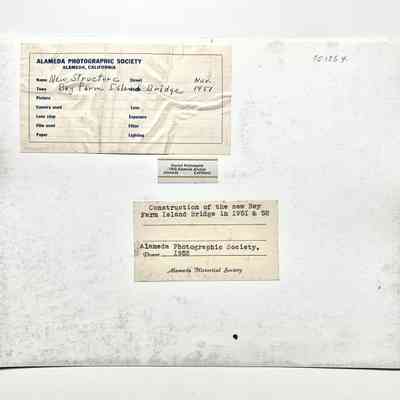 ALAMEDA PHOTOGRAPHIC SOCIETY
ALAMEDA, CALIFORNIA
Name New Structure Street Nov.
Town Bay Farm Island Bridge 1951
Picture
Camera used Lens
Lens stop Exposure
Film used Filter
Paper Lighting
Construction of the new Bay
Farm Island Bridge in 1951 & 52
Alameda Photographic Society,
1952
Alameda Historical Society